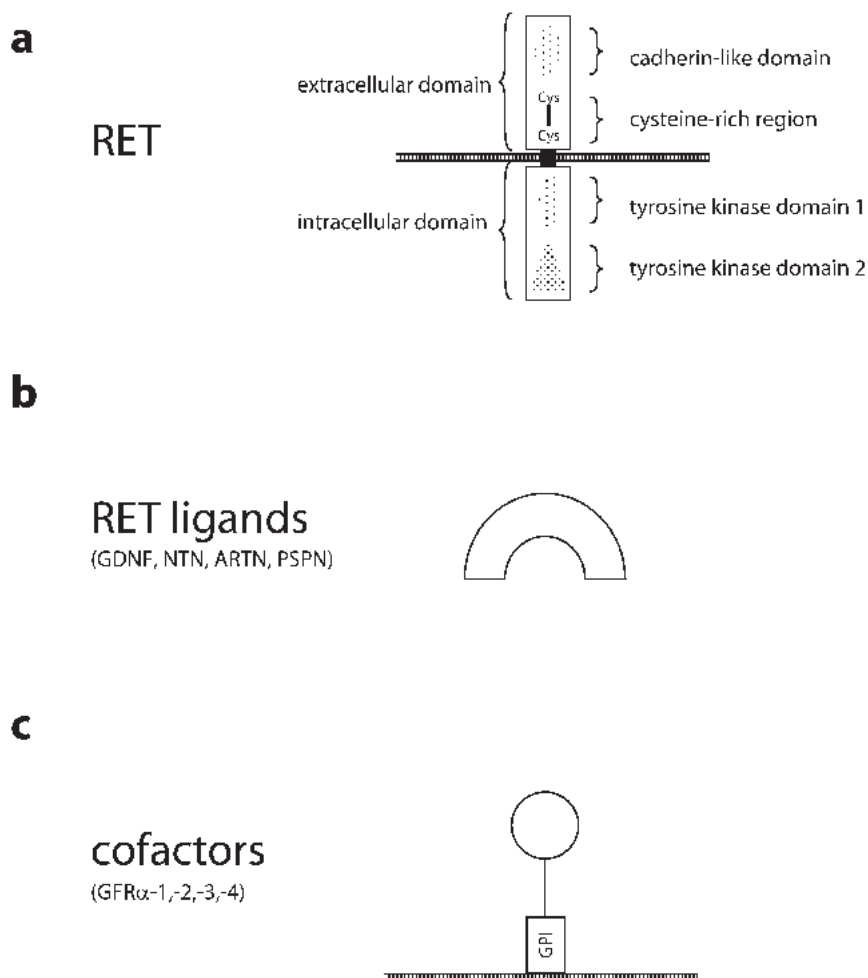 a
RET
extracellular domain
Cys
Cys
cadherin-like domain
cysteine-rich region
intracellular domain
tyrosine kinase domain 1
tyrosine kinase domain 2
b
RET ligands
(GDNF, NTN, ARTN, PSPN)
c
cofactors
(GFRα-1,-2,-3,-4)
GPI